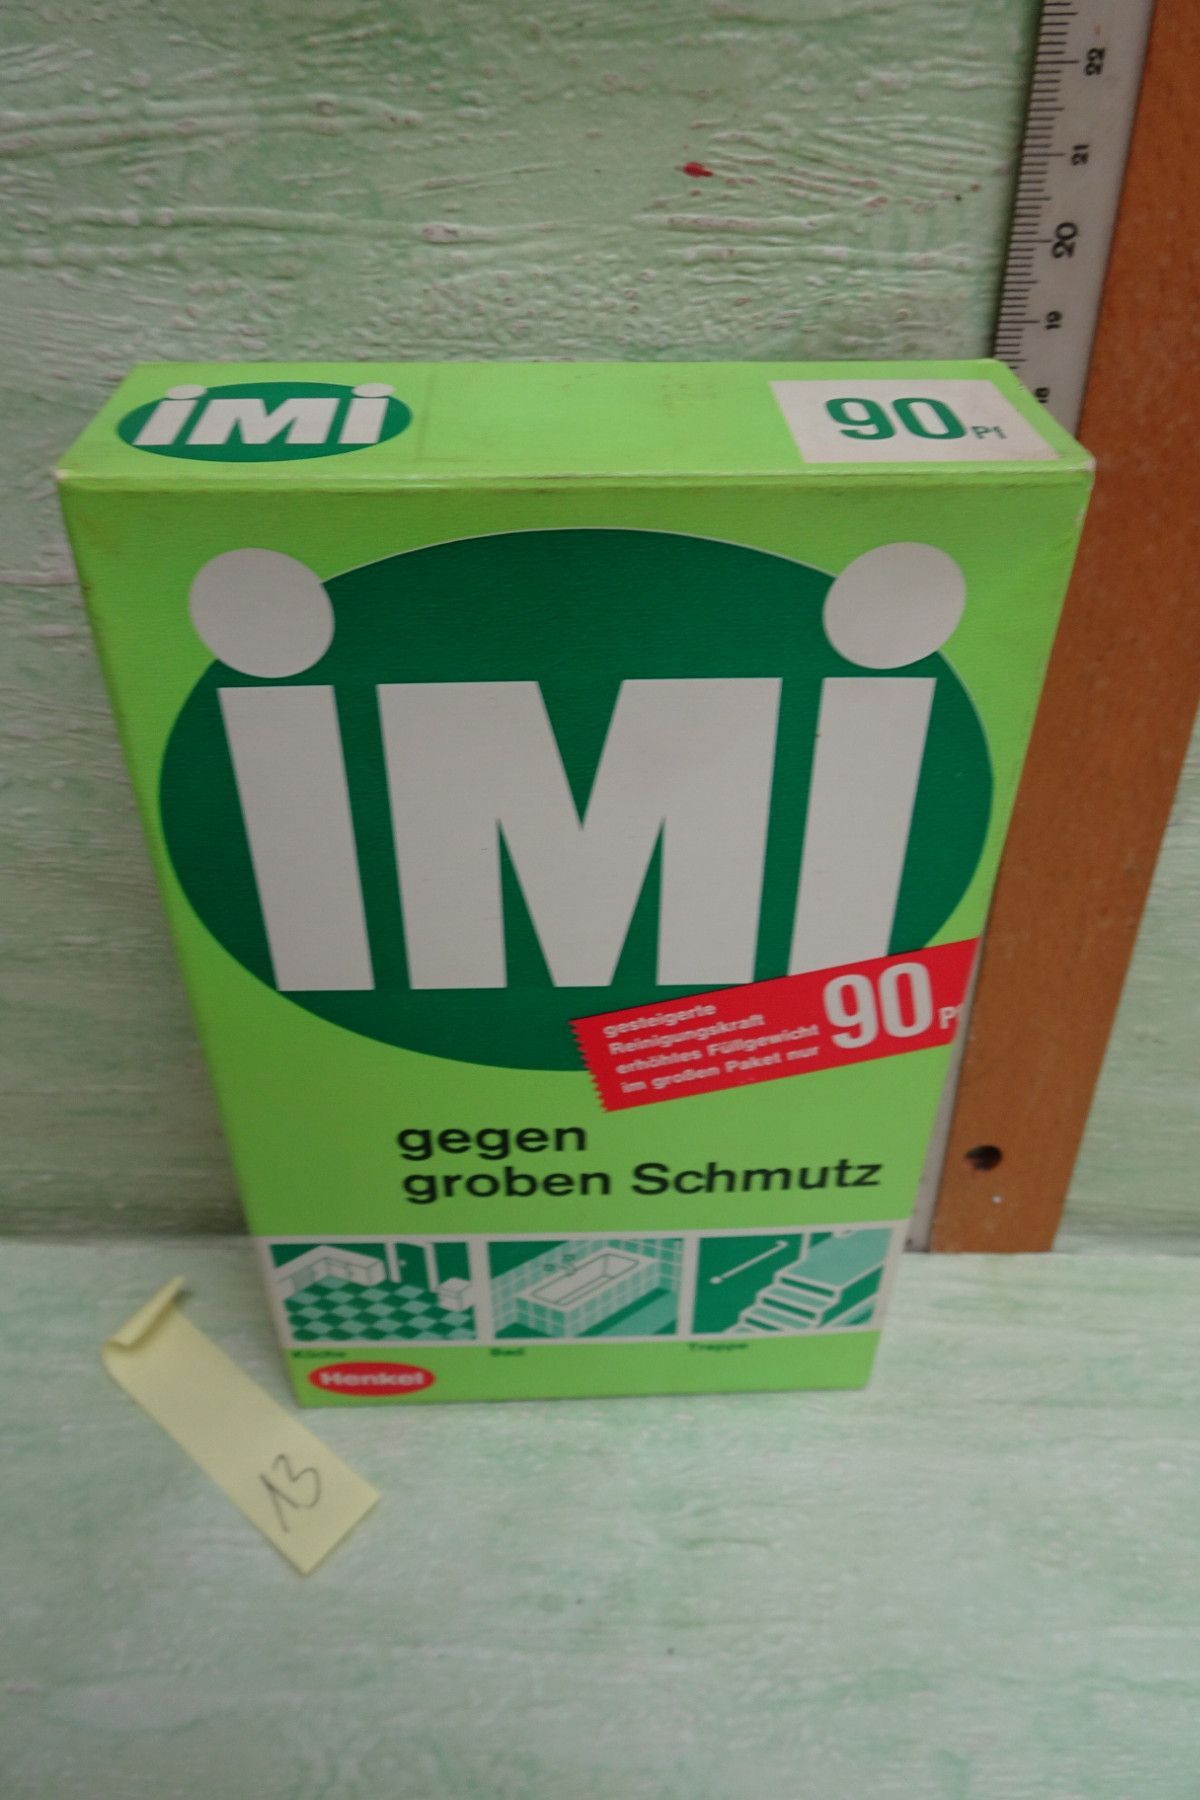 22
21
20
19
18
iMi
90 Pf
iMi
gesteigerte
Reinigungskraft
erhöhtes Füllgewicht
im großen Paket nur
90 Pf
gegen
groben Schmutz
Küche Bad Treppe
Henkel
13